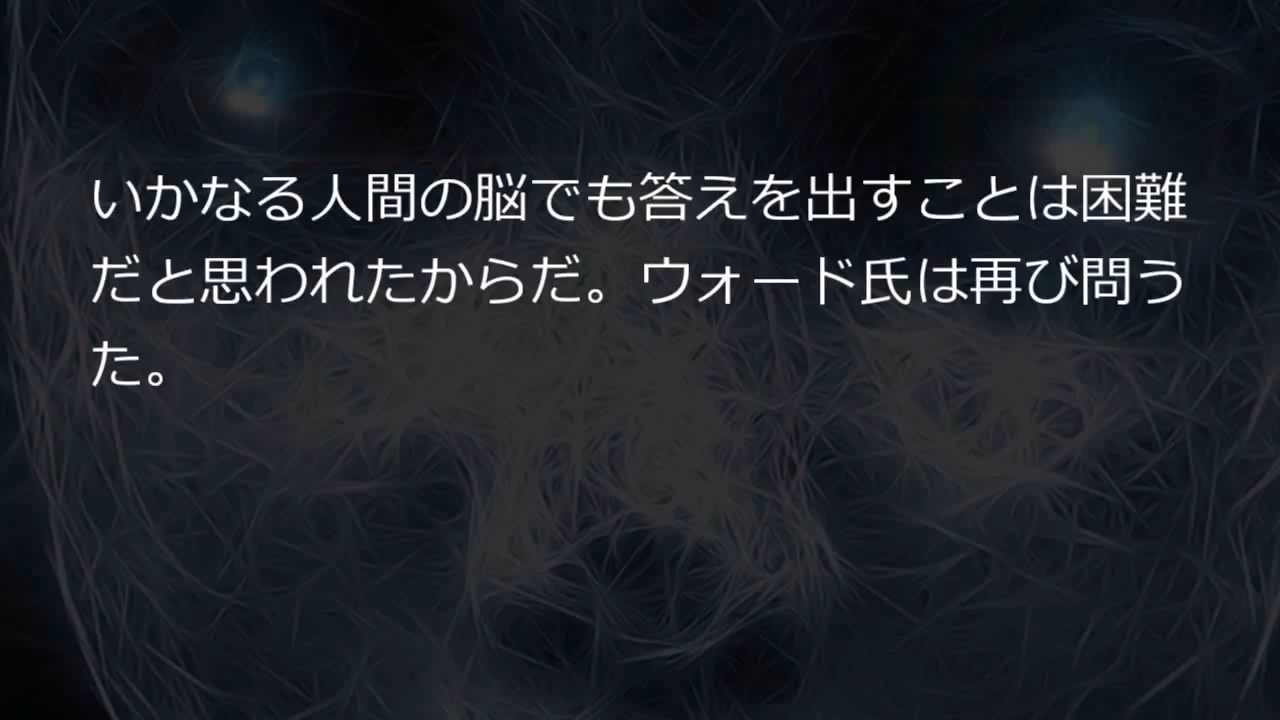 いかなる人間の脳でも答えを出すことは困難
だと思われたからだ。ウォード氏は再び問う
た。